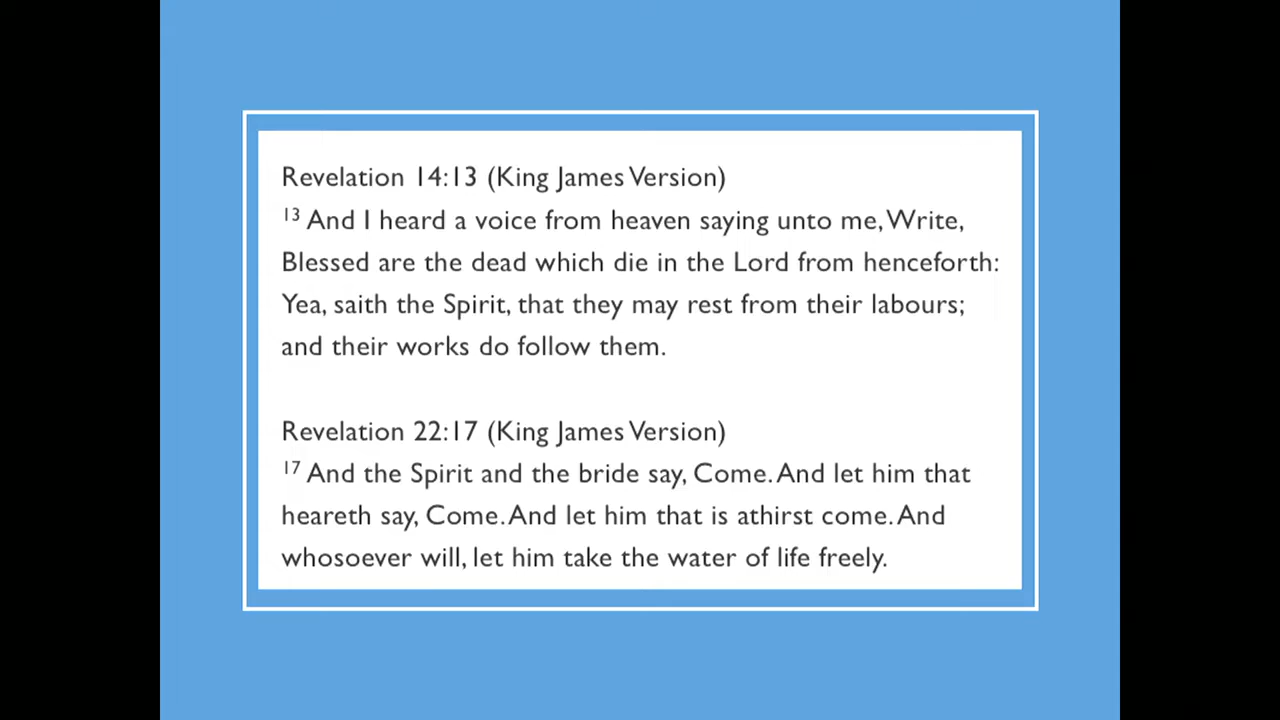 Revelation 14:13 (King James Version)
13 And I heard a voice from heaven saying unto me, Write,
Blessed are the dead which die in the Lord from henceforth:
Yea, saith the Spirit, that they may rest from their labours;
and their works do follow them.
Revelation 22:17 (King James Version)
17 And the Spirit and the bride say, Come. And let him that
heareth say, Come. And let him that is athirst come. And
whosoever will, let him take the water of life freely.